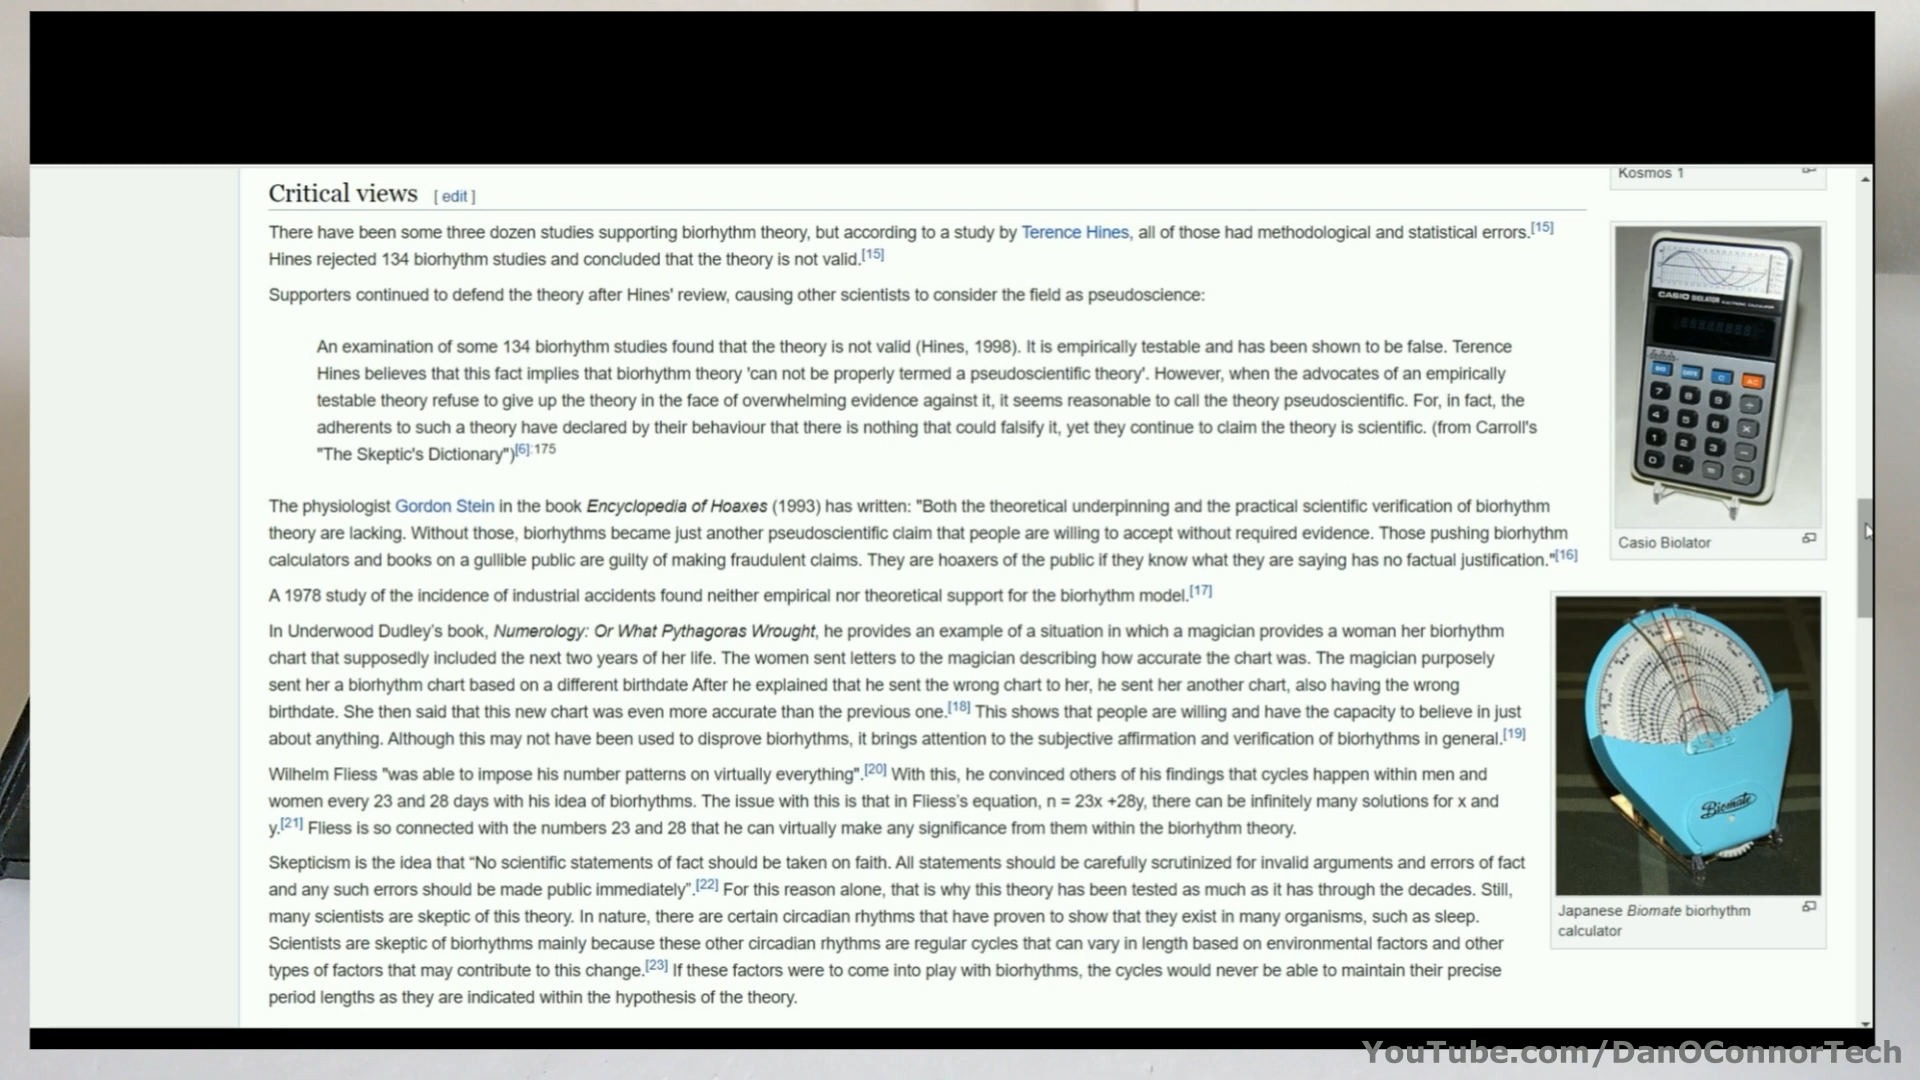 Critical views [ edit ]
There have been some three dozen studies supporting biorhythm theory, but according to a study by Terence Hines, all of those had methodological and statistical errors.[15]
Hines rejected 134 biorhythm studies and concluded that the theory is not valid.[15]
Supporters continued to defend the theory after Hines' review, causing other scientists to consider the field as pseudoscience:
An examination of some 134 biorhythm studies found that the theory is not valid (Hines, 1998). It is empirically testable and has been shown to be false. Terence
Hines believes that this fact implies that biorhythm theory 'can not be properly termed a pseudoscientific theory'. However, when the advocates of an empirically
testable theory refuse to give up the theory in the face of overwhelming evidence against it, it seems reasonable to call the theory pseudoscientific. For, in fact, the
adherents to such a theory have declared by their behaviour that there is nothing that could falsify it, yet they continue to claim the theory is scientific. (from Carroll's
"The Skeptic's Dictionary")[6]:175
The physiologist Gordon Stein in the book Encyclopedia of Hoaxes (1993) has written: "Both the theoretical underpinning and the practical scientific verification of biorhythm
theory are lacking. Without those, biorhythms became just another pseudoscientific claim that people are willing to accept without required evidence. Those pushing biorhythm
calculators and books on a gullible public are guilty of making fraudulent claims. They are hoaxers of the public if they know what they are saying has no factual justification."[16]
A 1978 study of the incidence of industrial accidents found neither empirical nor theoretical support for the biorhythm model.[17]
In Underwood Dudley's book, Numerology: Or What Pythagoras Wrought, he provides an example of a situation in which a magician provides a woman her biorhythm
chart that supposedly included the next two years of her life. The women sent letters to the magician describing how accurate the chart was. The magician purposely
sent her a biorhythm chart based on a different birthdate After he explained that he sent the wrong chart to her, he sent her another chart, also having the wrong
birthdate. She then said that this new chart was even more accurate than the previous one.[18] This shows that people are willing and have the capacity to believe in just
about anything. Although this may not have been used to disprove biorhythms, it brings attention to the subjective affirmation and verification of biorhythms in general.[19]
Wilhelm Fliess "was able to impose his number patterns on virtually everything".[20] With this, he convinced others of his findings that cycles happen within men and
women every 23 and 28 days with his idea of biorhythms. The issue with this is that in Fliess's equation, n = 23x +28y, there can be infinitely many solutions for x and
y.[21] Fliess is so connected with the numbers 23 and 28 that he can virtually make any significance from them within the biorhythm theory.
Skepticism is the idea that “No scientific statements of fact should be taken on faith. All statements should be carefully scrutinized for invalid arguments and errors of fact
and any such errors should be made public immediately”.[22] For this reason alone, that is why this theory has been tested as much as it has through the decades. Still,
many scientists are skeptic of this theory. In nature, there are certain circadian rhythms that have proven to show that they exist in many organisms, such as sleep.
Scientists are skeptic of biorhythms mainly because these other circadian rhythms are regular cycles that can vary in length based on environmental factors and other
types of factors that may contribute to this change.[23] If these factors were to come into play with biorhythms, the cycles would never be able to maintain their precise
period lengths as they are indicated within the hypothesis of the theory.
Kosmos 1
CASIO BIOLATOR
BIO DATE C AC
7 8 9 ÷
4 5 6 ×
1 2 3 −
0 . = +
Casio Biolator
Biomate
Japanese Biomate biorhythm
calculator
YouTube.com/DanOConnorTech